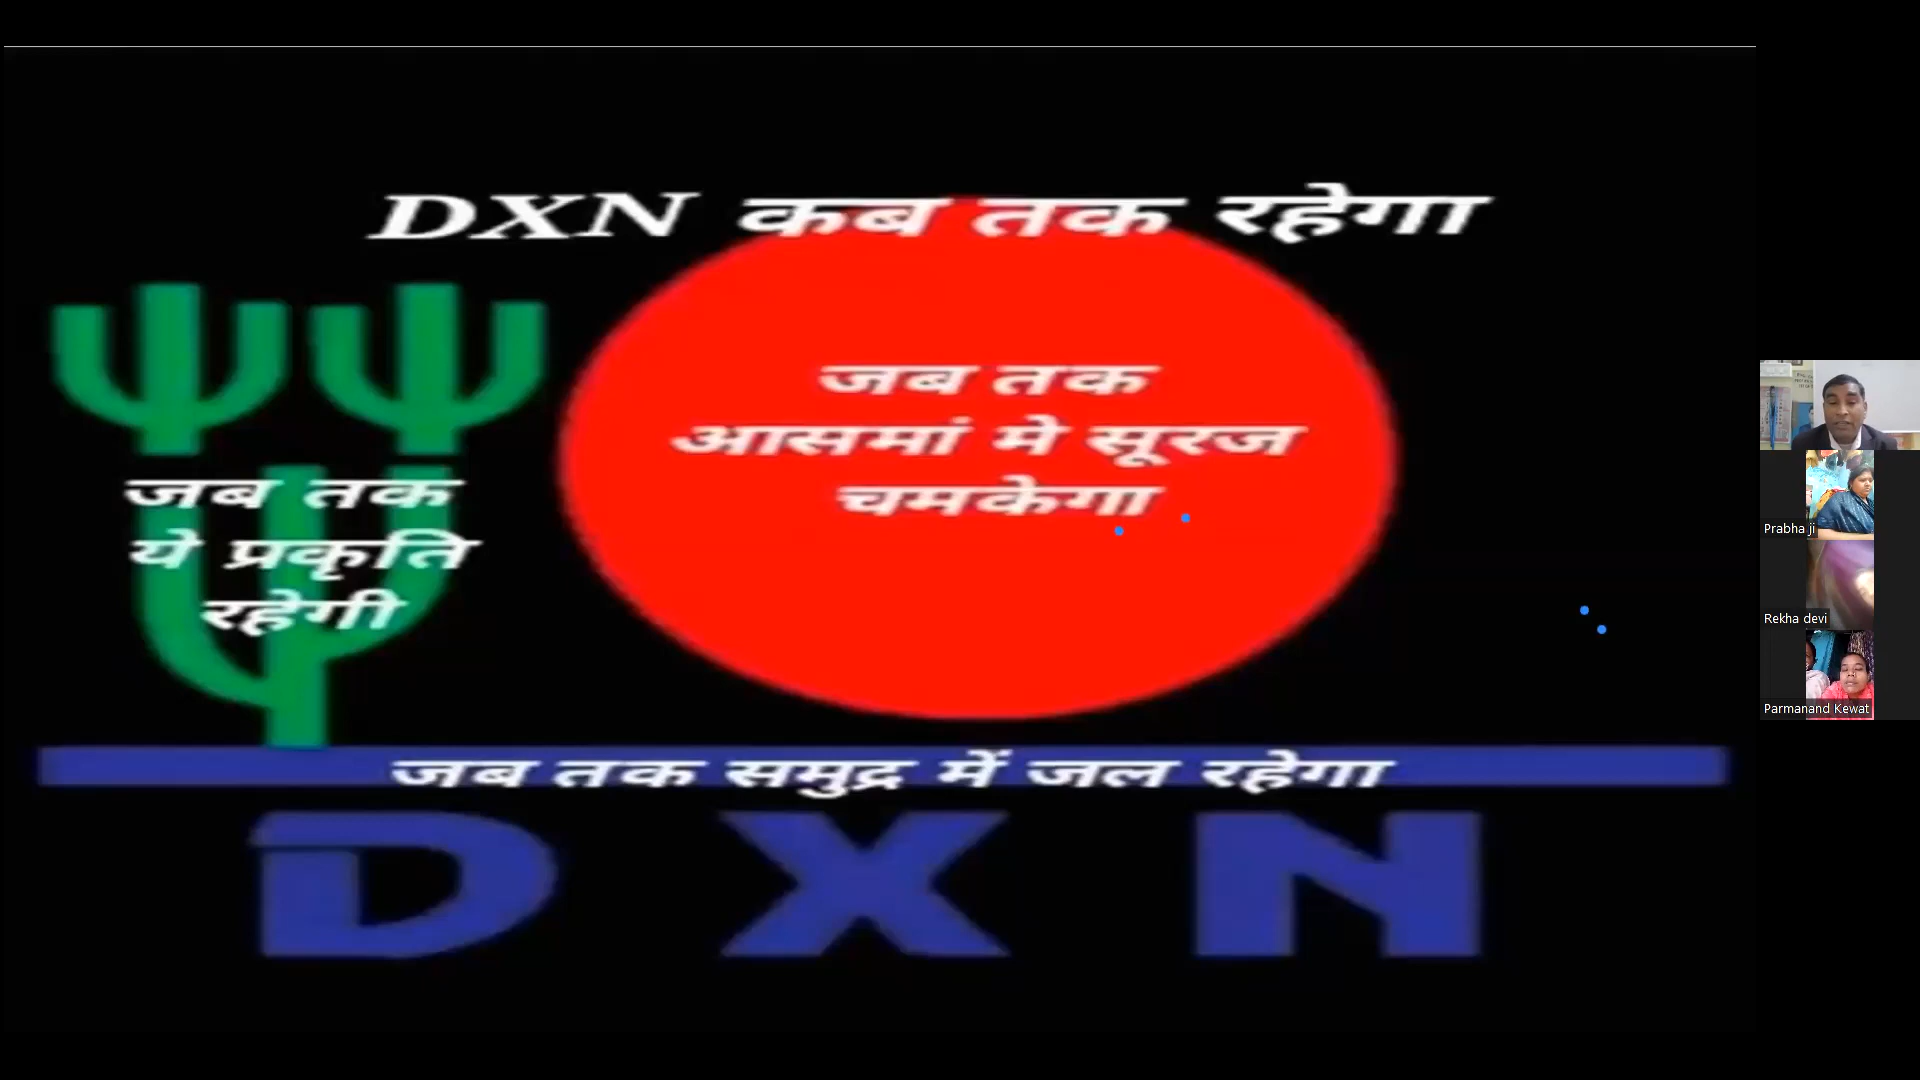 DXN कब तक रहेगा
जब तक
आसमां मे सूरज
चमकेगा
जब तक
ये प्रकृति
रहेगी
जब तक समुद्र में जल रहेगा
D X N
Prabha ji
Rekha devi
Parmanand Kewat